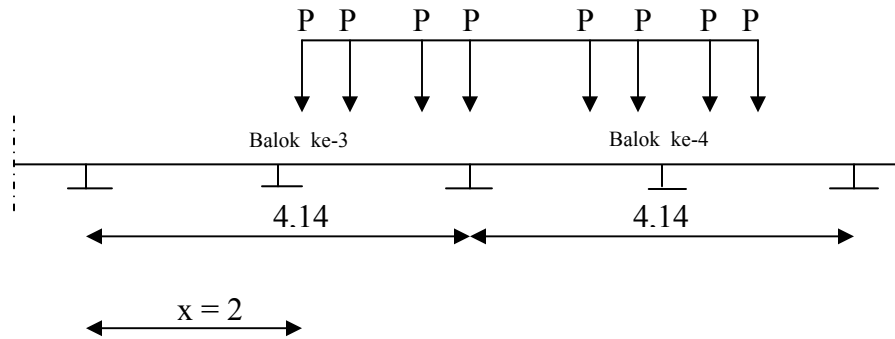 P P P P P P P P
Balok ke-3 Balok ke-4
4,14 4,14
x = 2